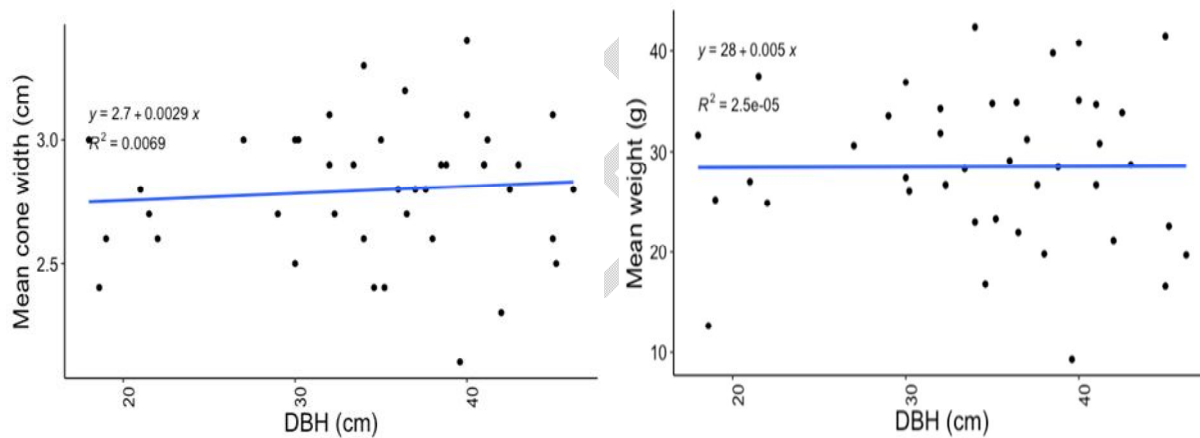 Mean cone width (cm)
y = 2.7 + 0.0029 x
R² = 0.0069
3.0
2.5
20
30
40
DBH (cm)
Mean weight (g)
y = 28 + 0.005 x
R² = 2.5e-05
40
30
20
10
20
30
40
DBH (cm)